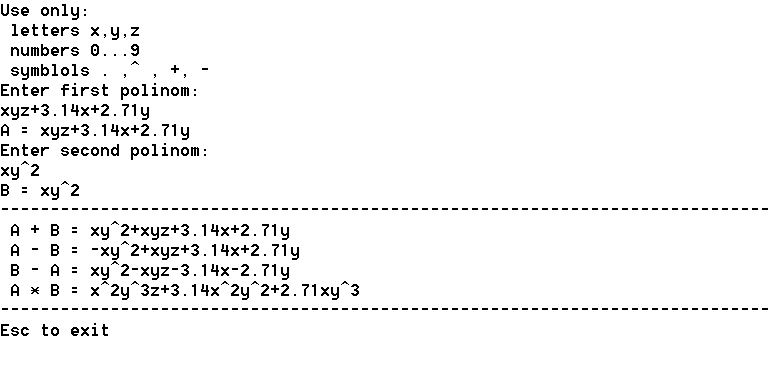 Use only:
 letters x,y,z
 numbers 0...9
 symblols . ,^ , +, -
Enter first polinom:
xyz+3.14x+2.71y
A = xyz+3.14x+2.71y
Enter second polinom:
xy^2
B = xy^2
-----------------------------------------------------------------------------
 A + B = xy^2+xyz+3.14x+2.71y
 A - B = -xy^2+xyz+3.14x+2.71y
 B - A = xy^2-xyz-3.14x-2.71y
 A * B = x^2y^3z+3.14x^2y^2+2.71xy^3
-----------------------------------------------------------------------------
Esc to exit